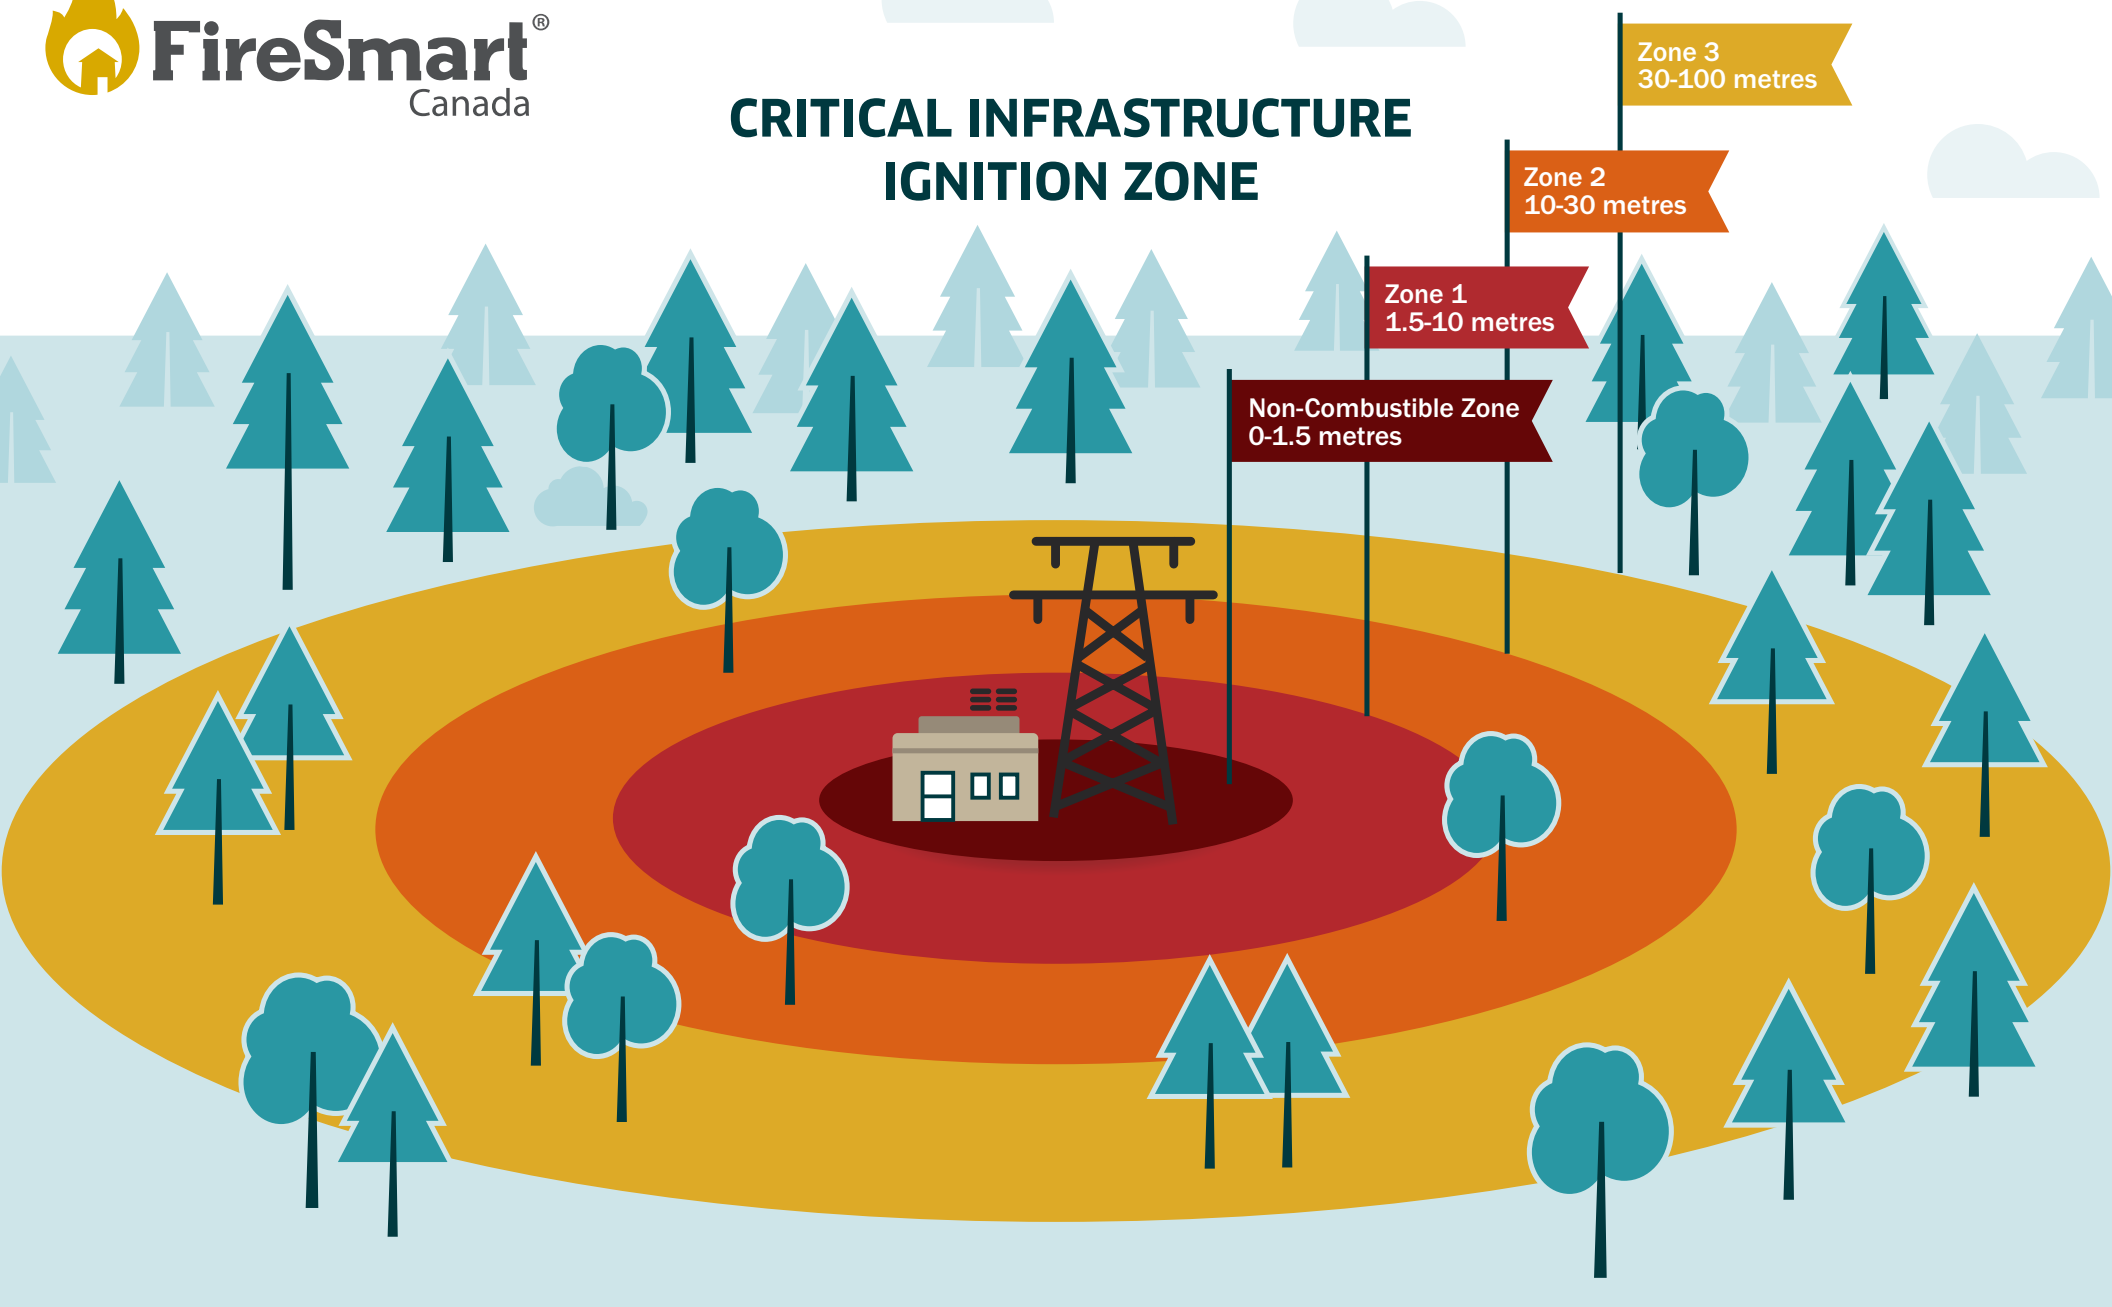 FireSmart®
Canada
CRITICAL INFRASTRUCTURE
IGNITION ZONE
Zone 3
30-100 metres
Zone 2
10-30 metres
Zone 1
1.5-10 metres
Non-Combustible Zone
0-1.5 metres